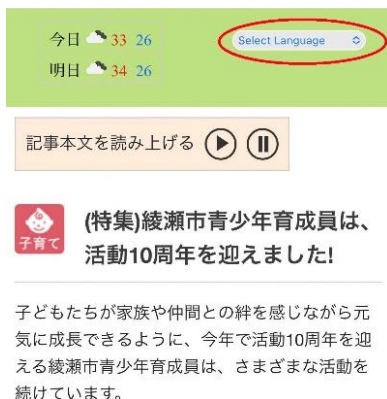 今日 33 26
Select Language
明日 34 26
記事本文を読み上げる
子育て
(特集)綾瀬市青少年育成員は、
活動10周年を迎えました!
子どもたちが家族や仲間との絆を感じながら元
気に成長できるように、今年で活動10周年を迎
える綾瀬市青少年育成員は、さまざまな活動を
続けています。